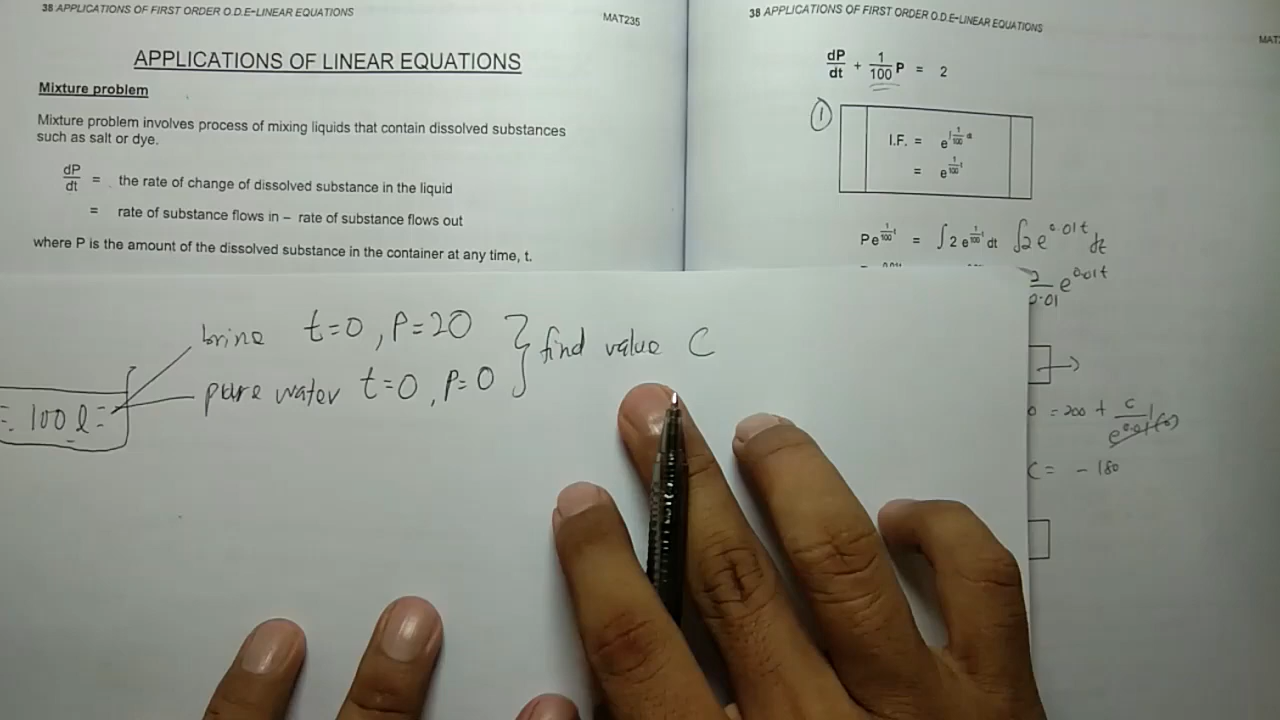 38 APPLICATIONS OF FIRST ORDER O.D.E-LINEAR EQUATIONS
MAT235
APPLICATIONS OF LINEAR EQUATIONS
Mixture problem
Mixture problem involves process of mixing liquids that contain dissolved substances
such as salt or dye.
dP/dt = the rate of change of dissolved substance in the liquid
= rate of substance flows in – rate of substance flows out
where P is the amount of the dissolved substance in the container at any time, t.
brine t=0, P=20
pure water t=0, P=0
} find value C
= 100 l =
38 APPLICATIONS OF FIRST ORDER O.D.E-LINEAR EQUATIONS
MAT
dP/dt + 1/100 P = 2
1
I.F. = e^∫1/100 dt
= e^1/100 t
Pe^1/100 t = ∫2 e^1/100 t dt ∫2 e^0.01t dt
2/0.01 e^0.01t
0 = 200 + C/e^0.01(0)
C = - 180